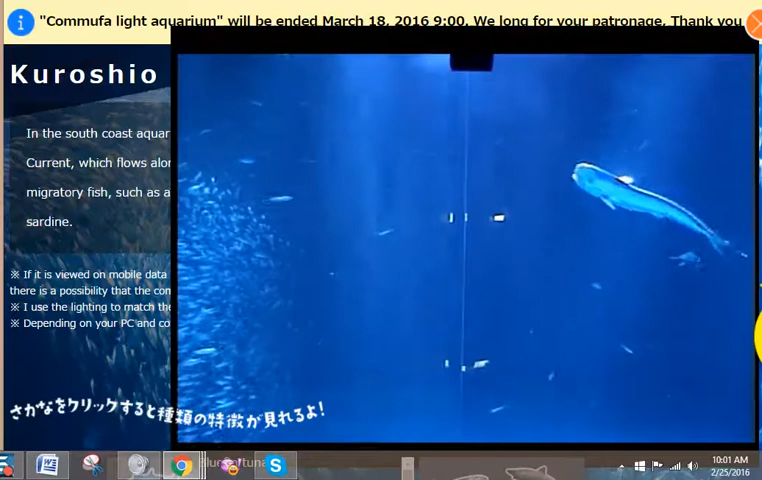 "Commufa light aquarium" will be ended March 18, 2016 9:00. We long for your patronage, Thank you
Kuroshio
In the south coast aquar
Current, which flows alon
migratory fish, such as a
sardine.
※ If it is viewed on mobile data
there is a possibility that the con
※ I use the lighting to match the
※ Depending on your PC and co
さかなをクリックすると種類の特徴が見れるよ!
10:01 AM
2/25/2016